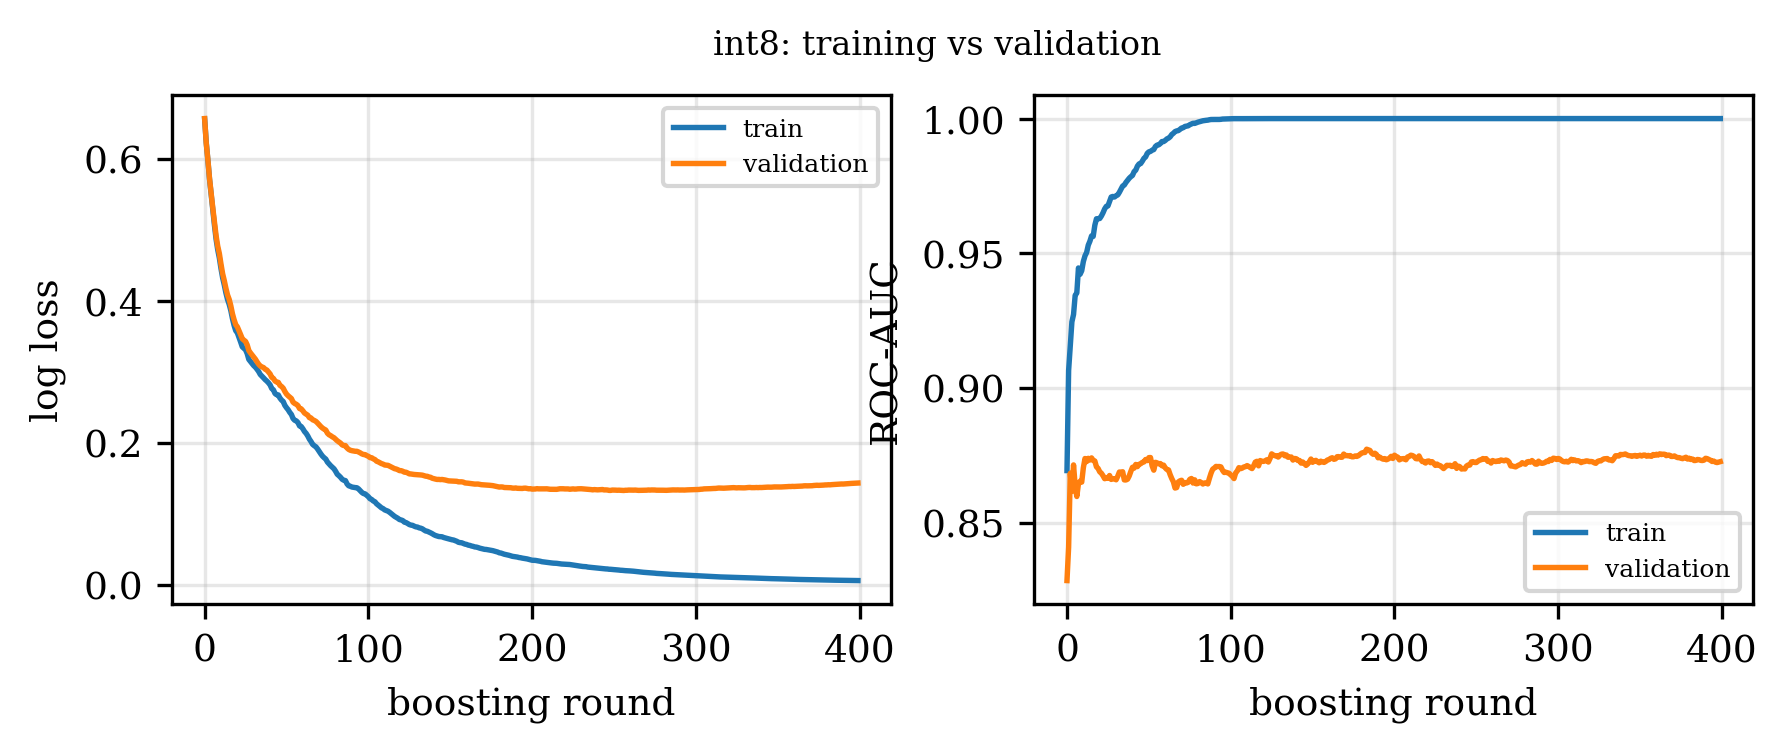 int8: training vs validation
log loss
0.6
0.4
0.2
0.0
0 100 200 300 400
boosting round
train
validation
ROC-AUC
1.00
0.95
0.90
0.85
0 100 200 300 400
boosting round
train
validation